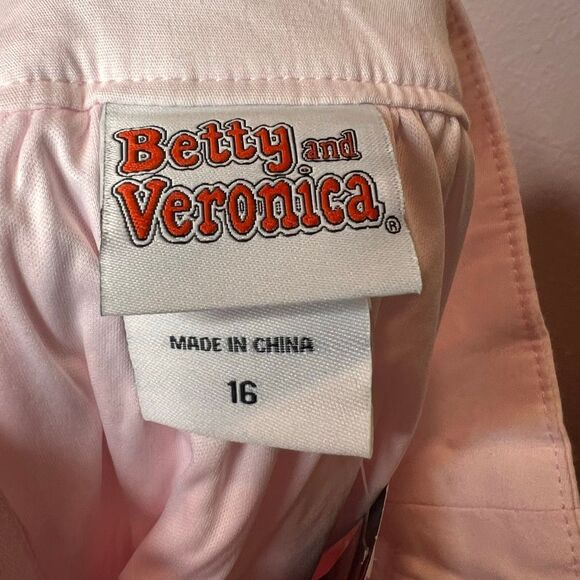 Betty and
Veronica®
MADE IN CHINA
16